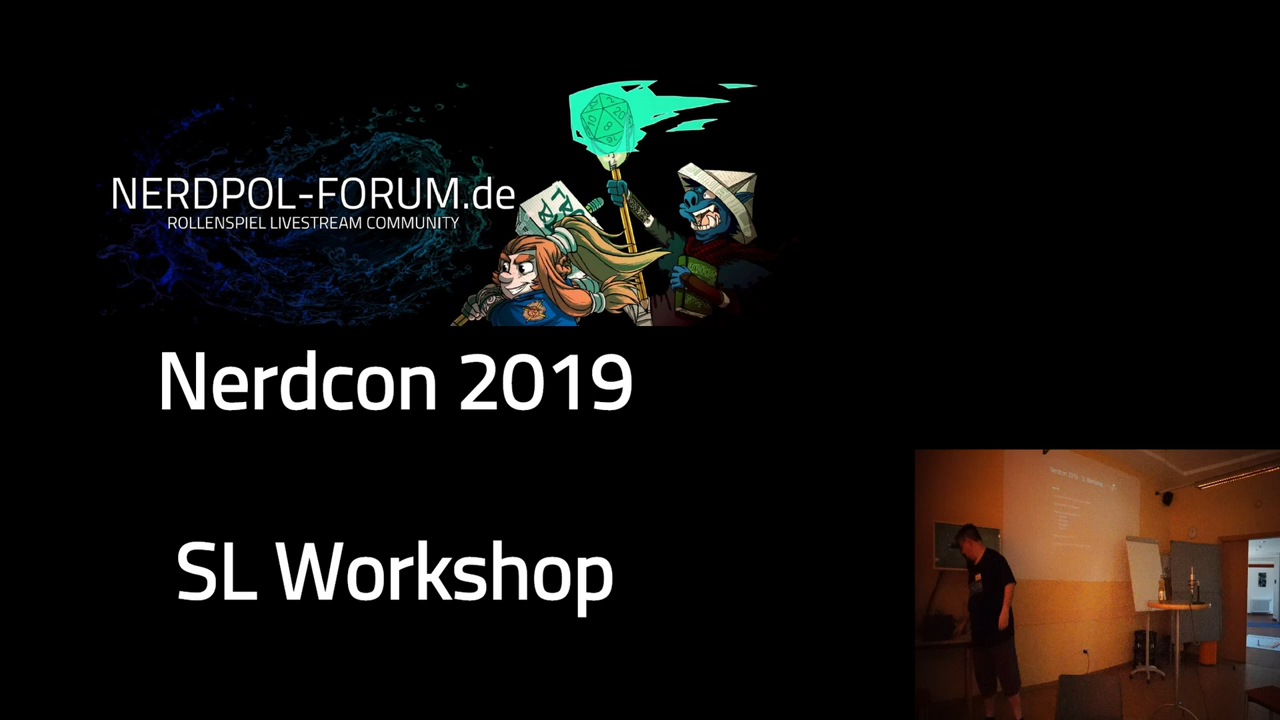 NERDPOL-FORUM.de
ROLLENSPIEL LIVESTREAM COMMUNITY
Nerdcon 2019
SL Workshop